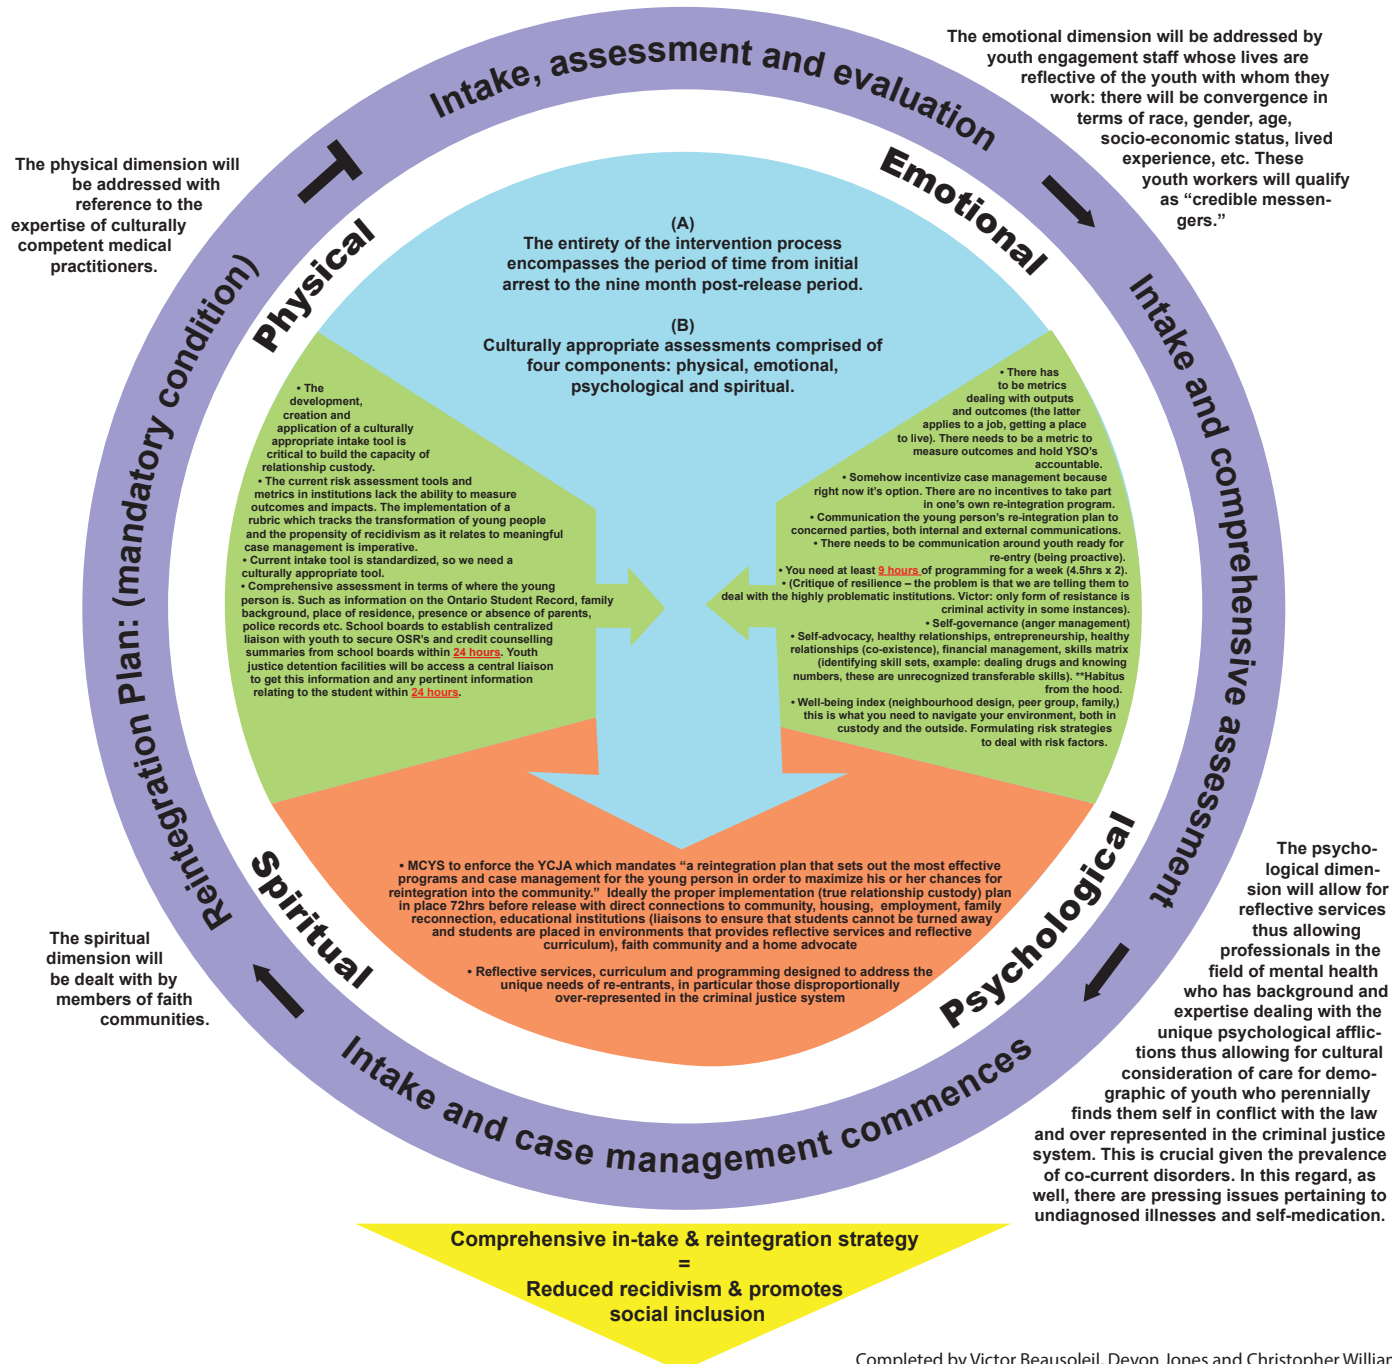 Intake, assessment and evaluation
The emotional dimension will be addressed by
youth engagement staff whose lives are
reflective of the youth with whom they
work: there will be convergence in
terms of race, gender, age,
socio-economic status, lived
experience, etc. These
youth workers will qualify
as “credible messen-
gers.”
The physical dimension will
be addressed with
reference to the
expertise of culturally
competent medical
practitioners.
Physical
Emotional
(A)
The entirety of the intervention process
encompasses the period of time from initial
arrest to the nine month post-release period.
(B)
Culturally appropriate assessments comprised of
four components: physical, emotional,
psychological and spiritual.
Intake and comprehensive assessment
Reintegration Plan: (mandatory condition)
• The
development,
creation and
application of a culturally
appropriate intake tool is
critical to build the capacity of
relationship custody.
• The current risk assessment tools and
metrics in institutions lack the ability to measure
outcomes and impacts. The implementation of a
rubric which tracks the transformation of young people
and the propensity of recidivism as it relates to meaningful
case management is imperative.
• Current intake tool is standardized, so we need a
culturally appropriate tool.
• Comprehensive assessment in terms of where the young
person is. Such as information on the Ontario Student Record, family
background, place of residence, presence or absence of parents,
police records etc. School boards to establish centralized
liaison with youth to secure OSR's and credit counselling
summaries from school boards within 24 hours. Youth
justice detention facilities will be access a central liaison
to get this information and any pertinent information
relating to the student within 24 hours.
• There has
to be metrics
dealing with outputs
and outcomes (the latter
applies to a job, getting a place
to live). There needs to be a metric to
measure outcomes and hold YSO's
accountable.
• Somehow incentivize case management because
right now it's option. There are no incentives to take part
in one's own re-integration program.
• Communication the young person's re-integration plan to
concerned parties, both internal and external communications.
• There needs to be communication around youth ready for
re-entry (being proactive).
• You need at least 9 hours of programming for a week (4.5hrs x 2).
• (Critique of resilience – the problem is that we are telling them to
deal with the highly problematic institutions. Victor: only form of resistance is
criminal activity in some instances).
• Self-governance (anger management)
• Self-advocacy, healthy relationships, entrepreneurship, healthy
relationships (co-existence), financial management, skills matrix
(identifying skill sets, example: dealing drugs and knowing
numbers, these are unrecognized transferable skills). **Habitus
from the hood.
• Well-being index (neighbourhood design, peer group, family,)
this is what you need to navigate your environment, both in
custody and the outside. Formulating risk strategies
to deal with risk factors.
• MCYS to enforce the YCJA which mandates “a reintegration plan that sets out the most effective
programs and case management for the young person in order to maximize his or her chances for
reintegration into the community.” Ideally the proper implementation (true relationship custody) plan
in place 72hrs before release with direct connections to community, housing, employment, family
reconnection, educational institutions (liaisons to ensure that students cannot be turned away
and students are placed in environments that provides reflective services and reflective
curriculum), faith community and a home advocate
• Reflective services, curriculum and programming designed to address the
unique needs of re-entrants, in particular those disproportionally
over-represented in the criminal justice system
Spiritual
Psychological
The spiritual
dimension will
be dealt with by
members of faith
communities.
The psycho-
logical dimen-
sion will allow for
reflective services
thus allowing
professionals in the
field of mental health
who has background and
expertise dealing with the
unique psychological afflic-
tions thus allowing for cultural
consideration of care for demo-
graphic of youth who perennially
finds them self in conflict with the law
and over represented in the criminal justice
system. This is crucial given the prevalence
of co-current disorders. In this regard, as
well, there are pressing issues pertaining to
undiagnosed illnesses and self-medication.
Intake and case management commences
Comprehensive in-take & reintegration strategy
=
Reduced recidivism & promotes
social inclusion
Completed by Victor Beausoleil, Devon Jones and Christopher William